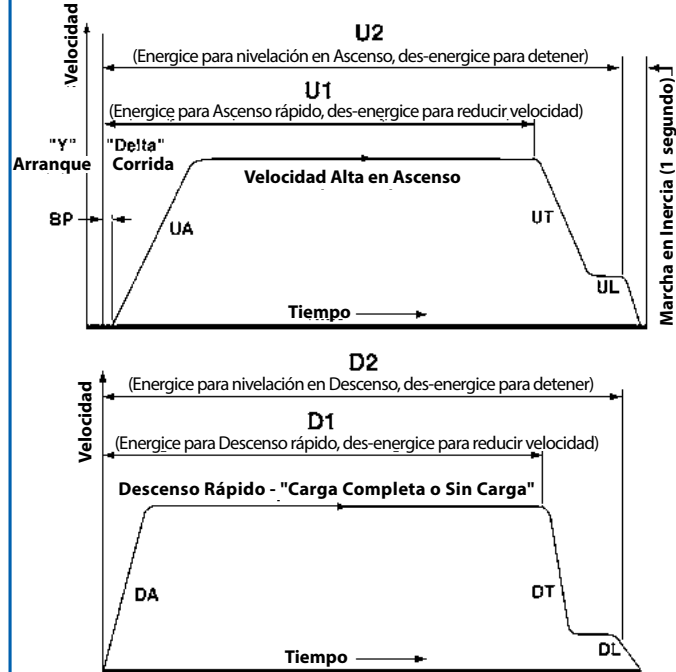 Velocidad
U2
(Energice para nivelación en Ascenso, des-energice para detener)
U1
(Energice para Ascenso rápido, des-energice para reducir velocidad)
"Y" "Delta"
Arranque Corrida
Velocidad Alta en Ascenso
BP
UA
UT
UL
Tiempo
Marcha en Inercia (1 segundo)
D2
(Energice para nivelación en Descenso, des-energice para detener)
Velocidad
D1
(Energice para Descenso rápido, des-energice para reducir velocidad)
Descenso Rápido - "Carga Completa o Sin Carga"
DA
DT
DL
Tiempo